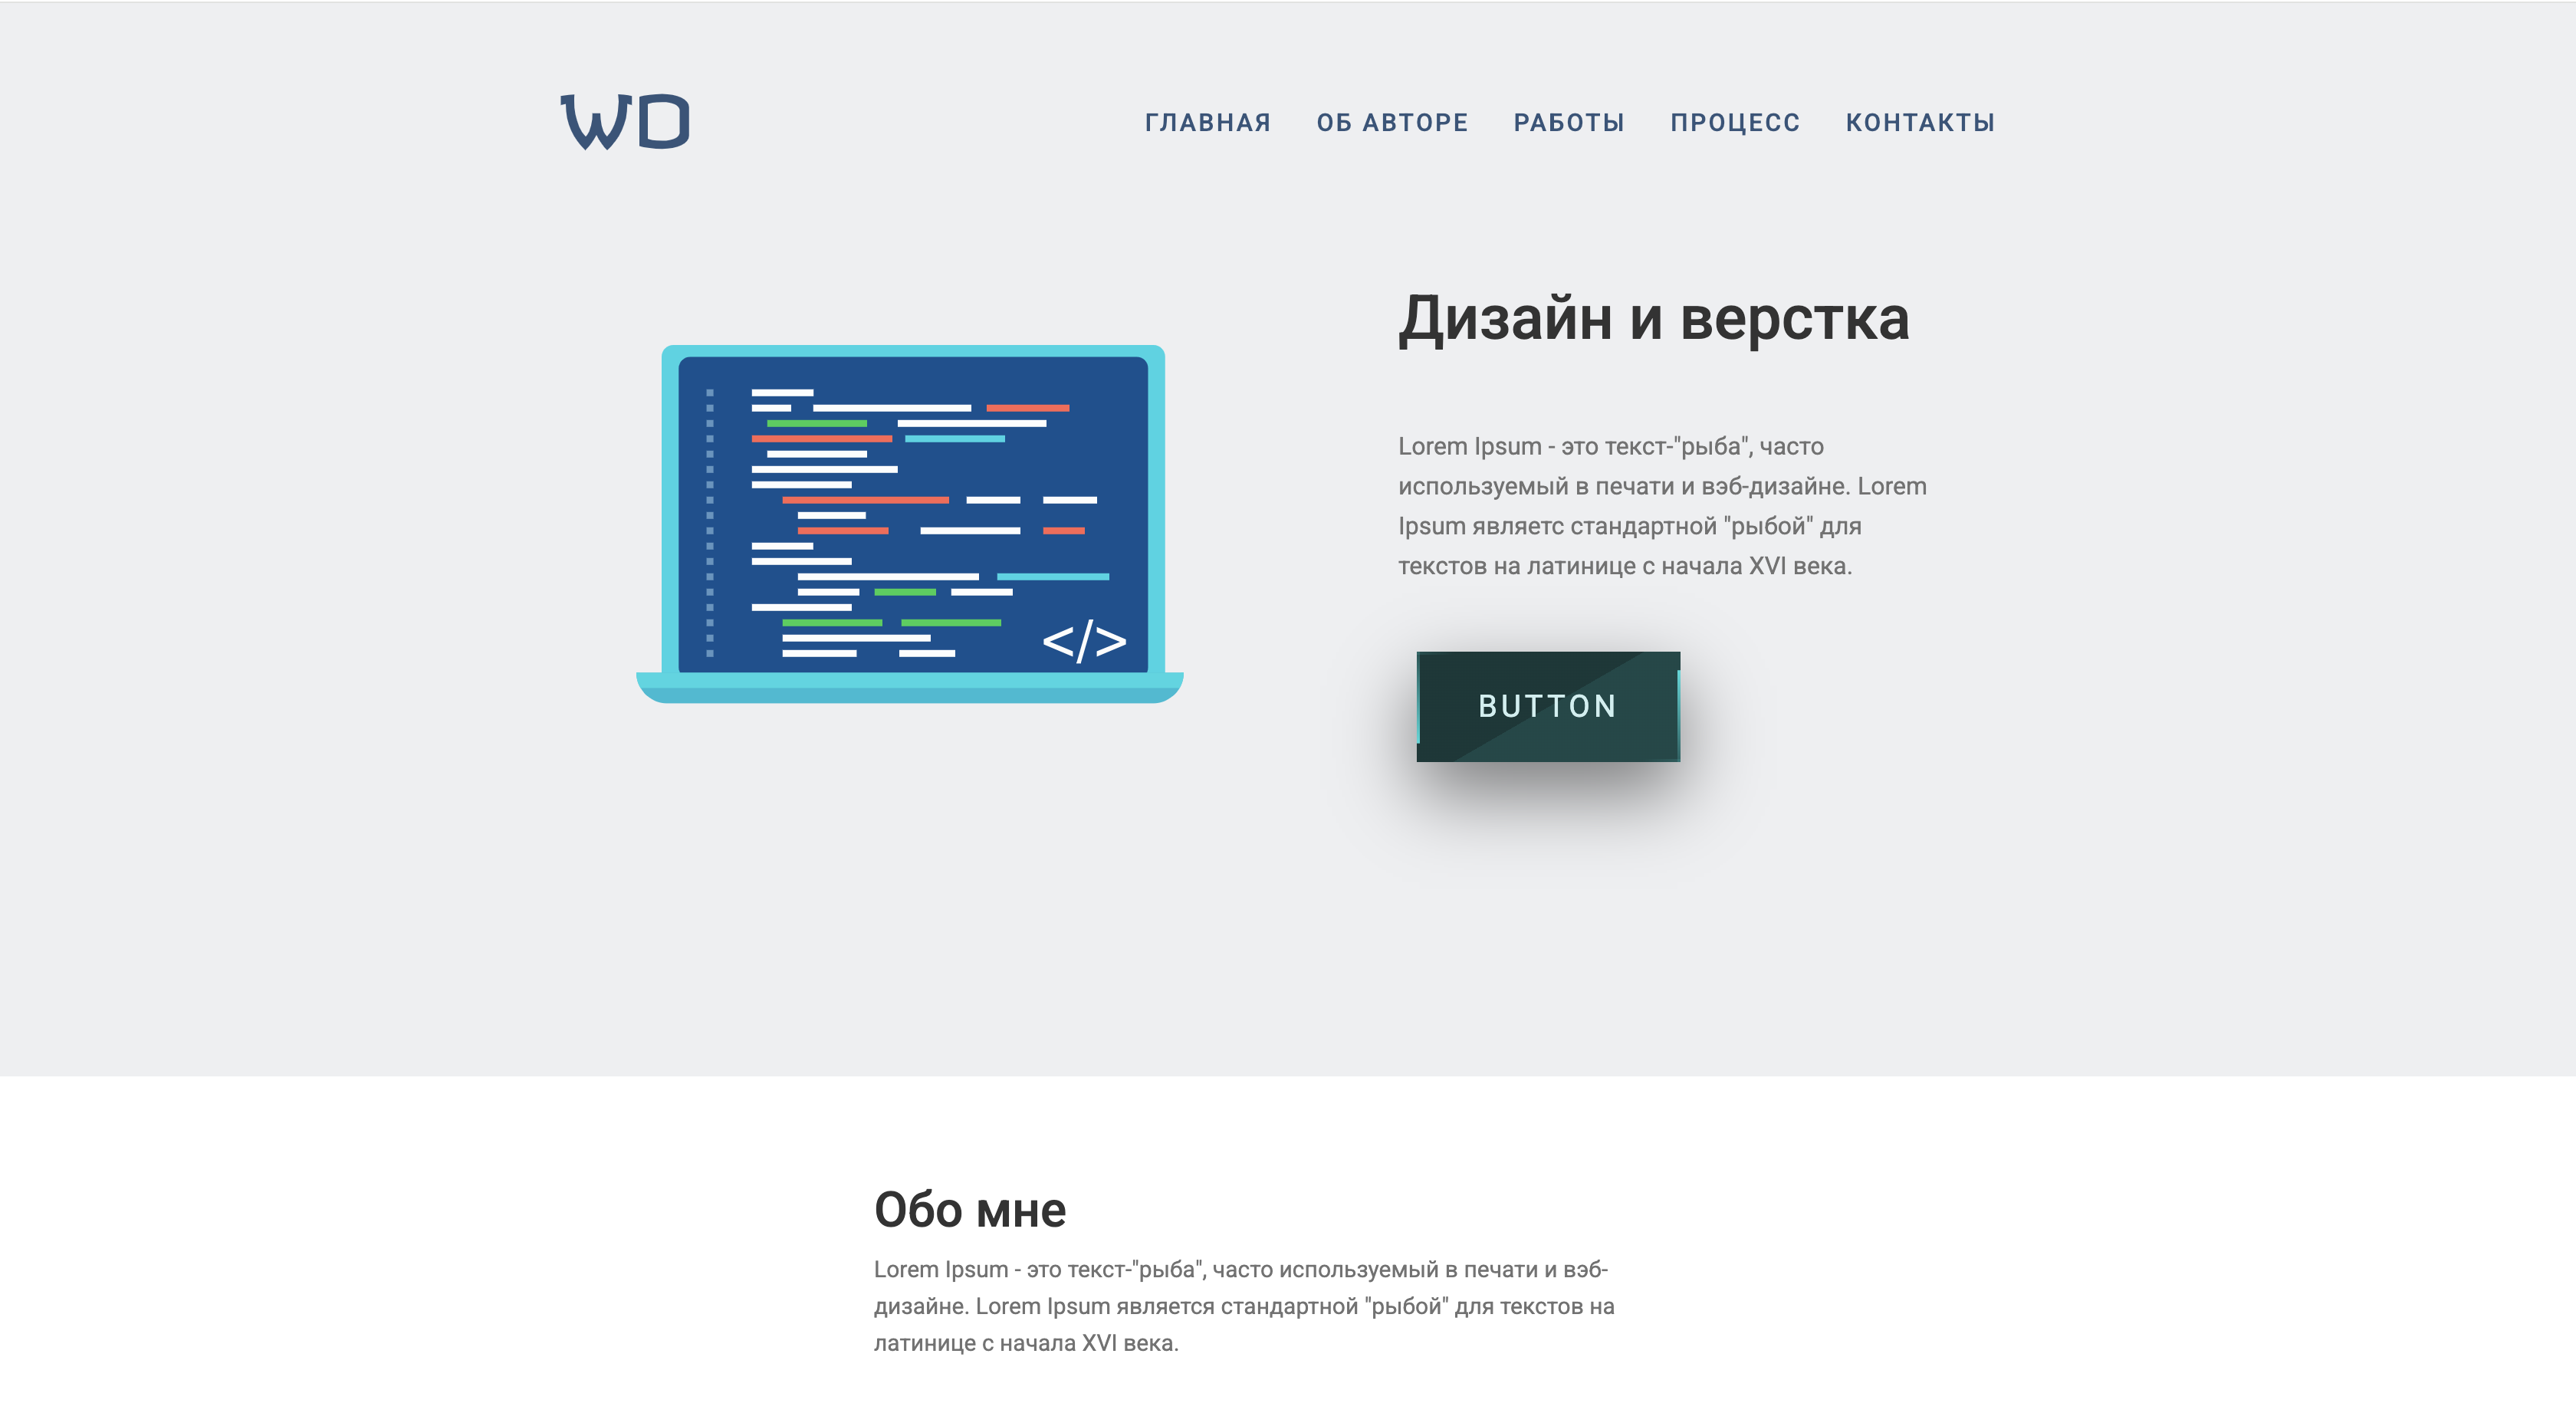 WD
ГЛАВНАЯ ОБ АВТОРЕ РАБОТЫ ПРОЦЕСС КОНТАКТЫ
Дизайн и верстка
Lorem Ipsum - это текст-"рыба", часто
используемый в печати и вэб-дизайне. Lorem
Ipsum являетс стандартной "рыбой" для
текстов на латинице с начала XVI века.
BUTTON
</>
Обо мне
Lorem Ipsum - это текст-"рыба", часто используемый в печати и вэб-
дизайне. Lorem Ipsum является стандартной "рыбой" для текстов на
латинице с начала XVI века.